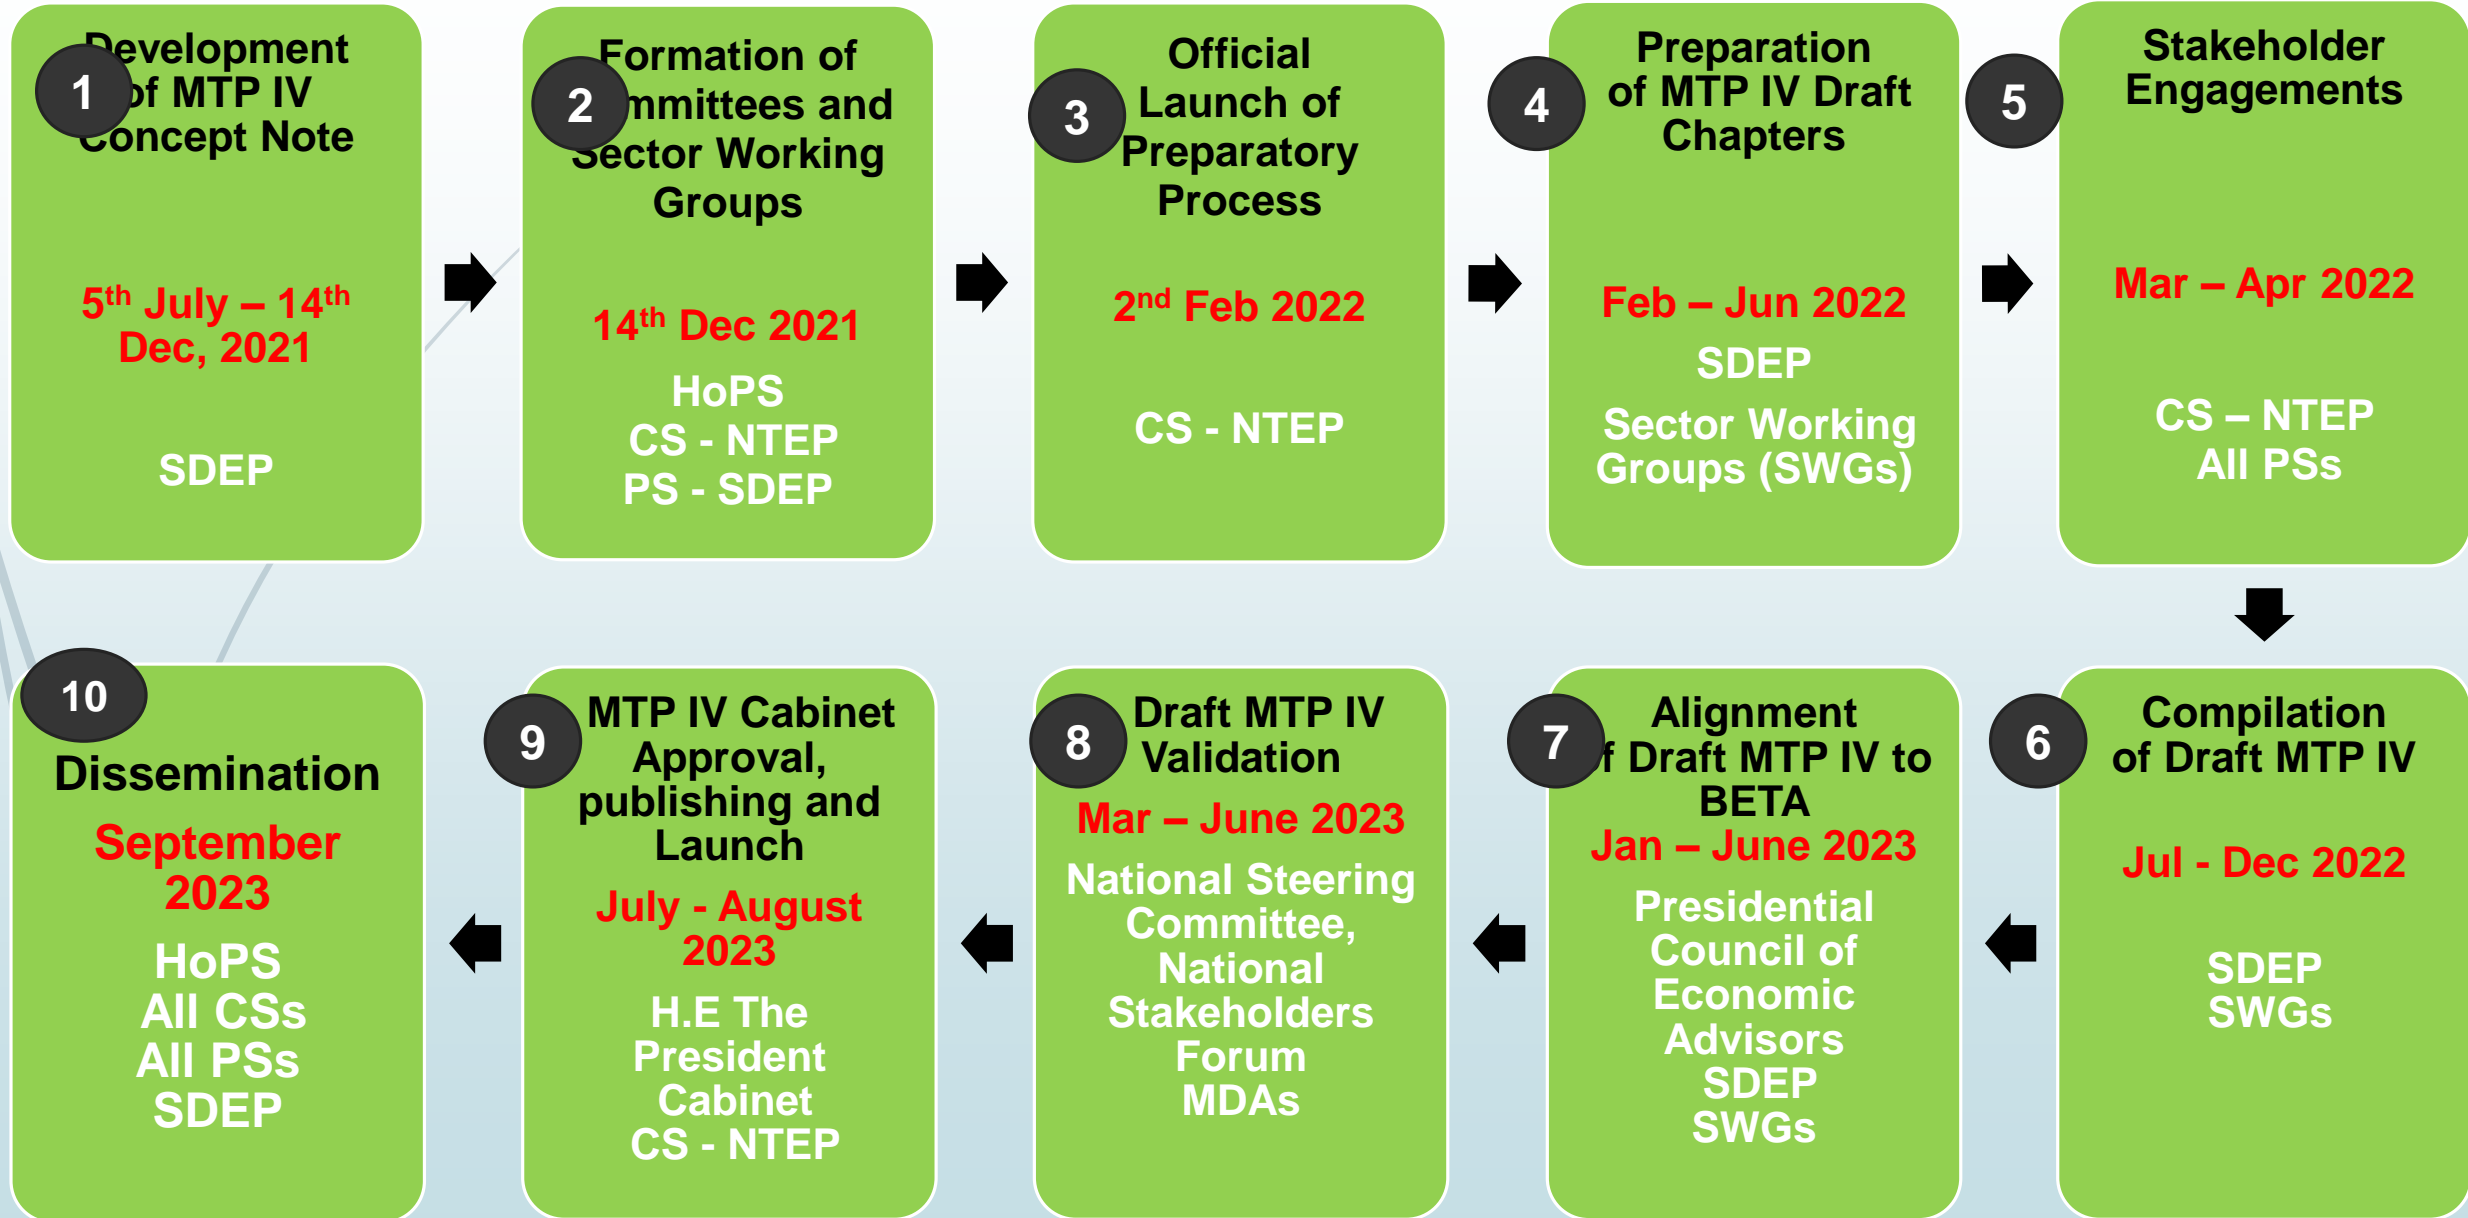 1
Development
of MTP IV
Concept Note
5th July – 14th
Dec, 2021
SDEP
2
Formation of
mmittees and
Sector Working
Groups
14th Dec 2021
HoPS
CS - NTEP
PS - SDEP
3
Official
Launch of
Preparatory
Process
2nd Feb 2022
CS - NTEP
4
Preparation
of MTP IV Draft
Chapters
Feb – Jun 2022
SDEP
Sector Working
Groups (SWGs)
5
Stakeholder
Engagements
Mar – Apr 2022
CS – NTEP
All PSs
6
Compilation
of Draft MTP IV
Jul - Dec 2022
SDEP
SWGs
7
Alignment
of Draft MTP IV to
BETA
Jan – June 2023
Presidential
Council of
Economic
Advisors
SDEP
SWGs
8
Draft MTP IV
Validation
Mar – June 2023
National Steering
Committee,
National
Stakeholders
Forum
MDAs
9
MTP IV Cabinet
Approval,
publishing and
Launch
July - August
2023
H.E The
President
Cabinet
CS - NTEP
10
Dissemination
September
2023
HoPS
All CSs
All PSs
SDEP